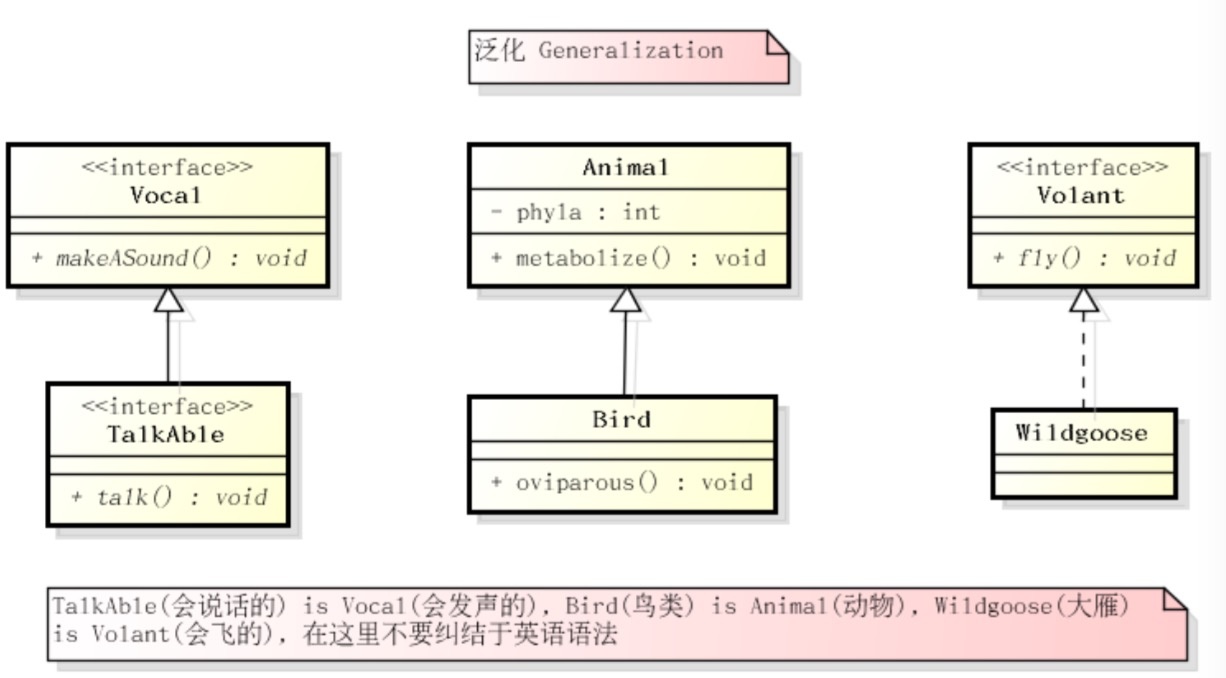 泛化 Generalization
<<interface>>
Vocal
+ makeASound() : void
Animal
- phyla : int
+ metabolize() : void
<<interface>>
Volant
+ fly() : void
<<interface>>
TalkAble
+ talk() : void
Bird
+ oviparous() : void
Wildgoose
TalkAble(会说话的) is Vocal(会发声的), Bird(鸟类) is Animal(动物), Wildgoose(大雁)
is Volant(会飞的), 在这里不要纠结于英语语法